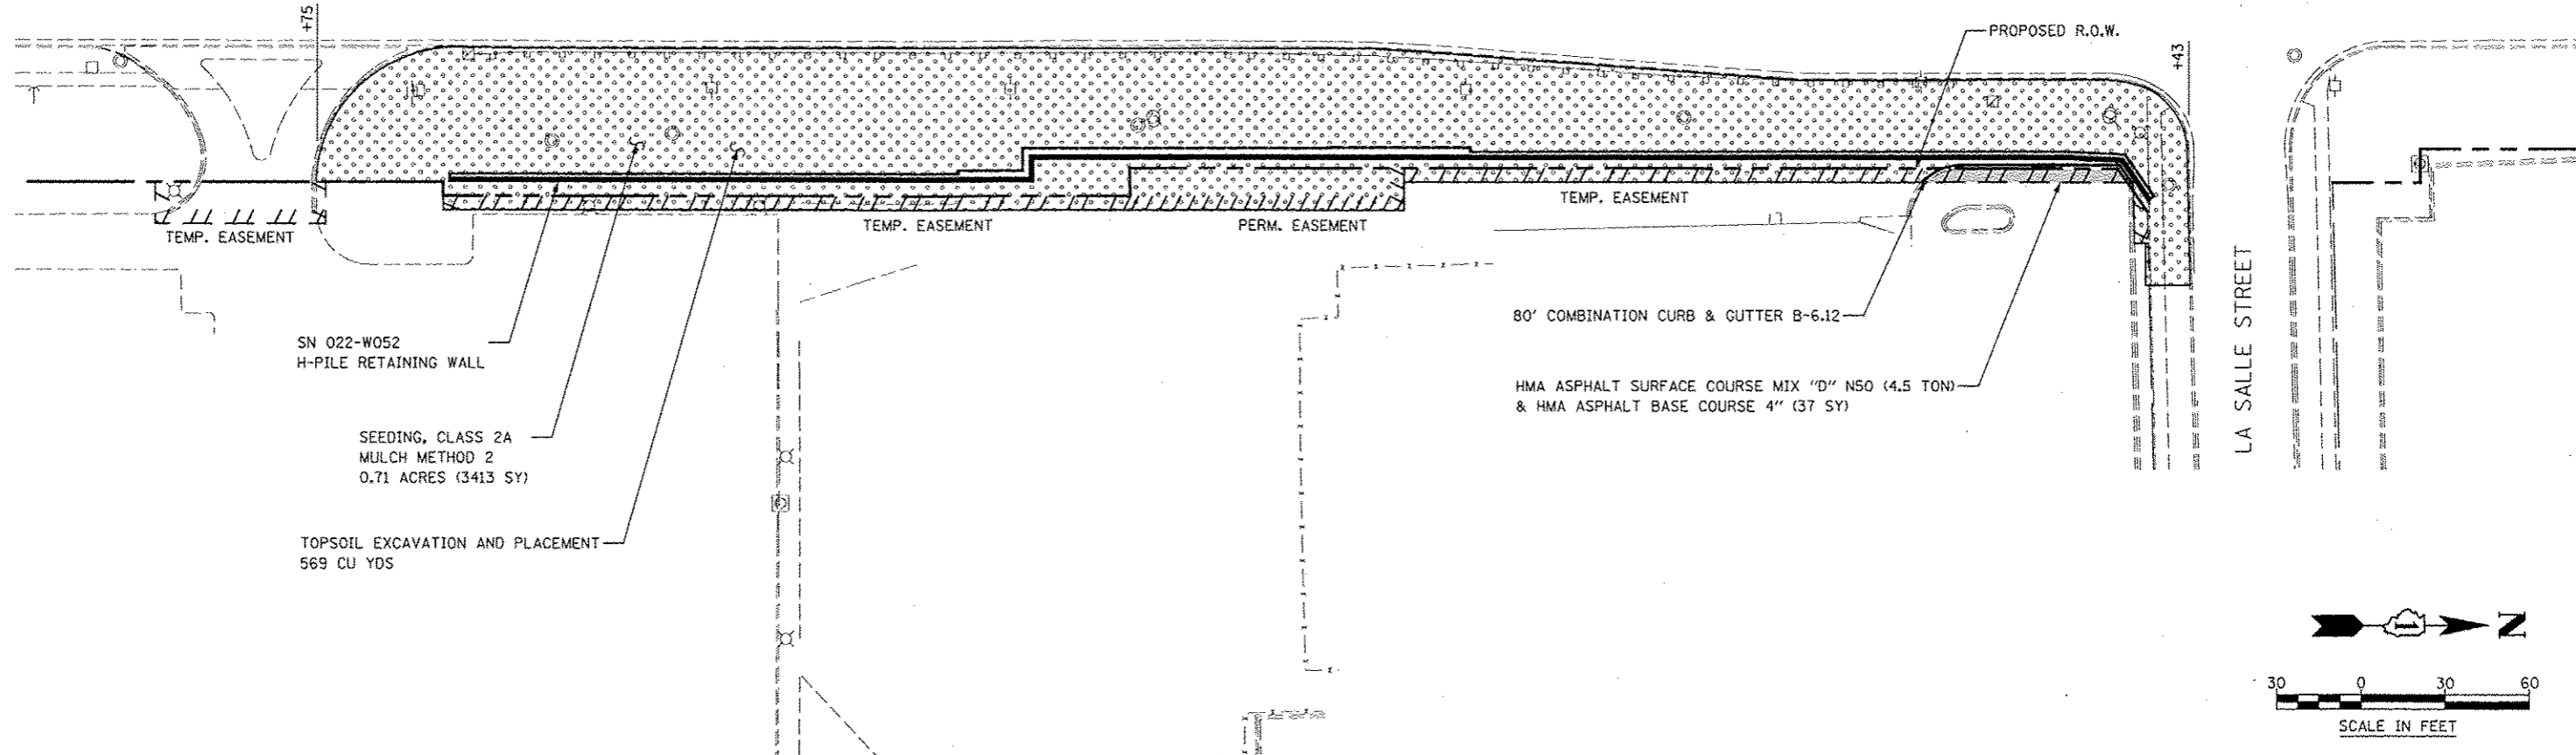 +75
PROPOSED R.O.W.
+43
TEMP. EASEMENT
TEMP. EASEMENT
PERM. EASEMENT
TEMP. EASEMENT
SN 022-W052
H-PILE RETAINING WALL
SEEDING, CLASS 2A
MULCH METHOD 2
0.71 ACRES (3413 SY)
TOPSOIL EXCAVATION AND PLACEMENT
569 CU YDS
80' COMBINATION CURB & GUTTER B-6.12
HMA ASPHALT SURFACE COURSE MIX "D" N50 (4.5 TON)
& HMA ASPHALT BASE COURSE 4" (37 SY)
LA SALLE STREET
N
30 0 30 60
SCALE IN FEET